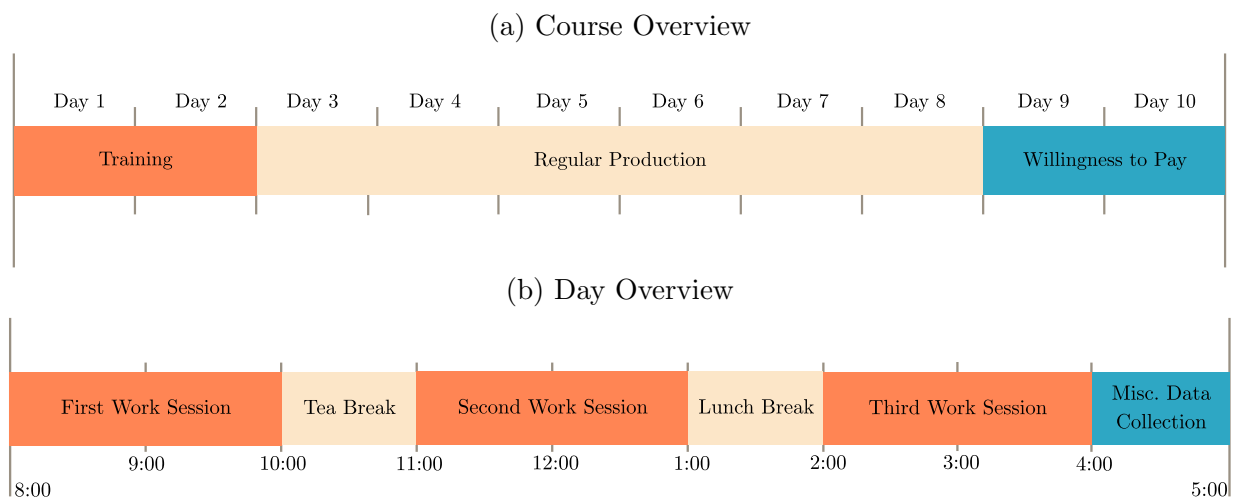 (a) Course Overview
Day 1 Day 2 Day 3 Day 4 Day 5 Day 6 Day 7 Day 8 Day 9 Day 10
Training Regular Production Willingness to Pay
(b) Day Overview
First Work Session Tea Break Second Work Session Lunch Break Third Work Session Misc. Data
Collection
9:00 10:00 11:00 12:00 1:00 2:00 3:00 4:00
8:00 5:00